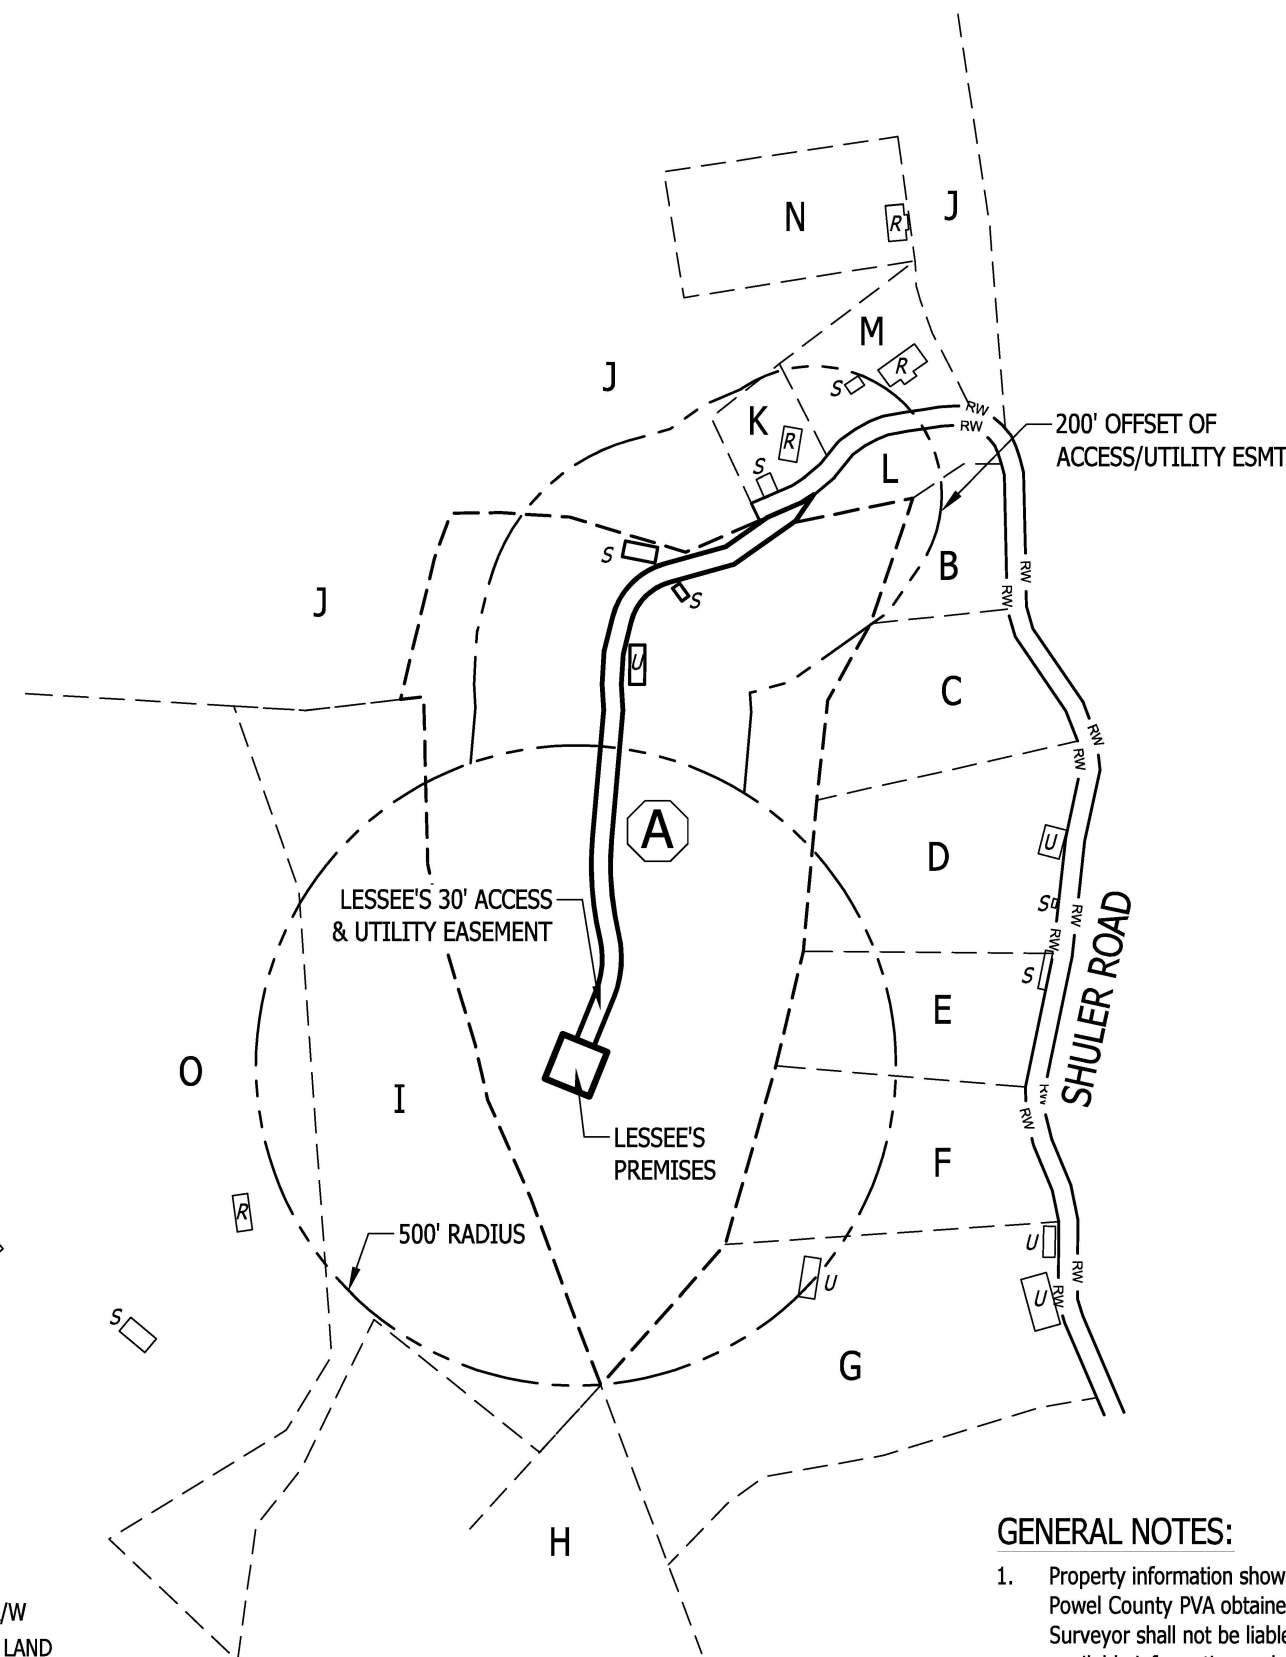 J
N
R
M
J
R
S
K
R
RW
RW
200' OFFSET OF
ACCESS/UTILITY ESMT
S
L
S
B
RW
RW
S
J
U
C
RW
RW
A
U
D
LESSEE'S 30' ACCESS
& UTILITY EASEMENT
S
RW
RW
S
SHULER ROAD
E
O
I
RW
RW
LESSEE'S
PREMISES
F
R
500' RADIUS
U
U
RW
RW
U
S
G
H
GENERAL NOTES:
1. Property information show
Powel County PVA obtaine
Surveyor shall not be liable
/W
LAND